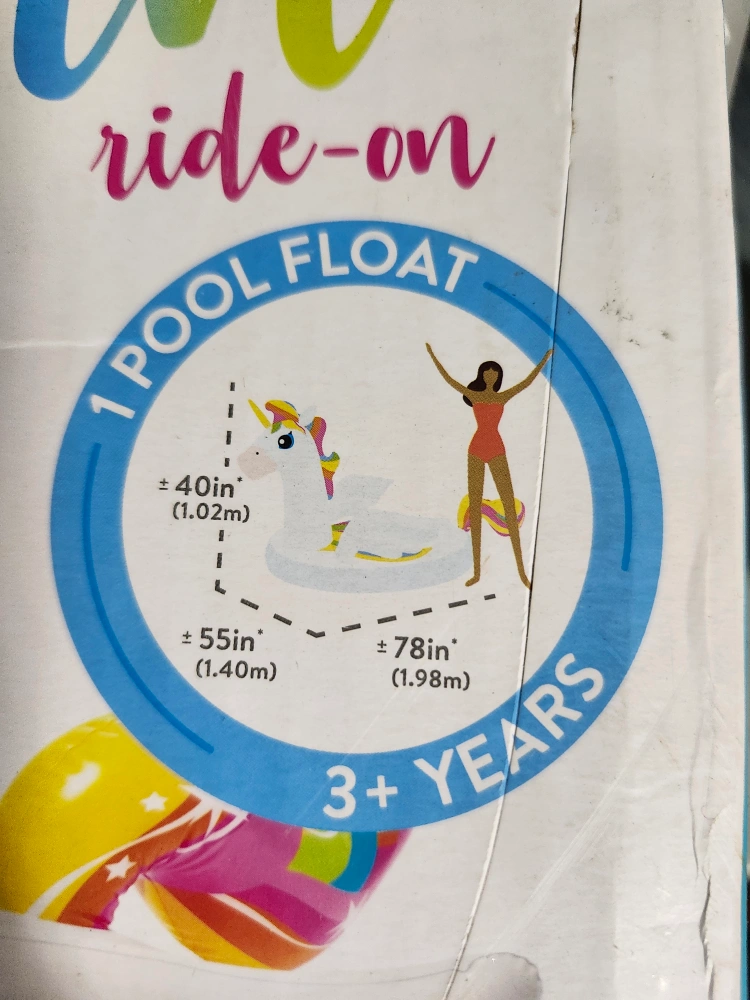 ride-on
1 POOL FLOAT
± 40in*
(1.02m)
± 55in*
(1.40m)
± 78in*
(1.98m)
3+ YEARS